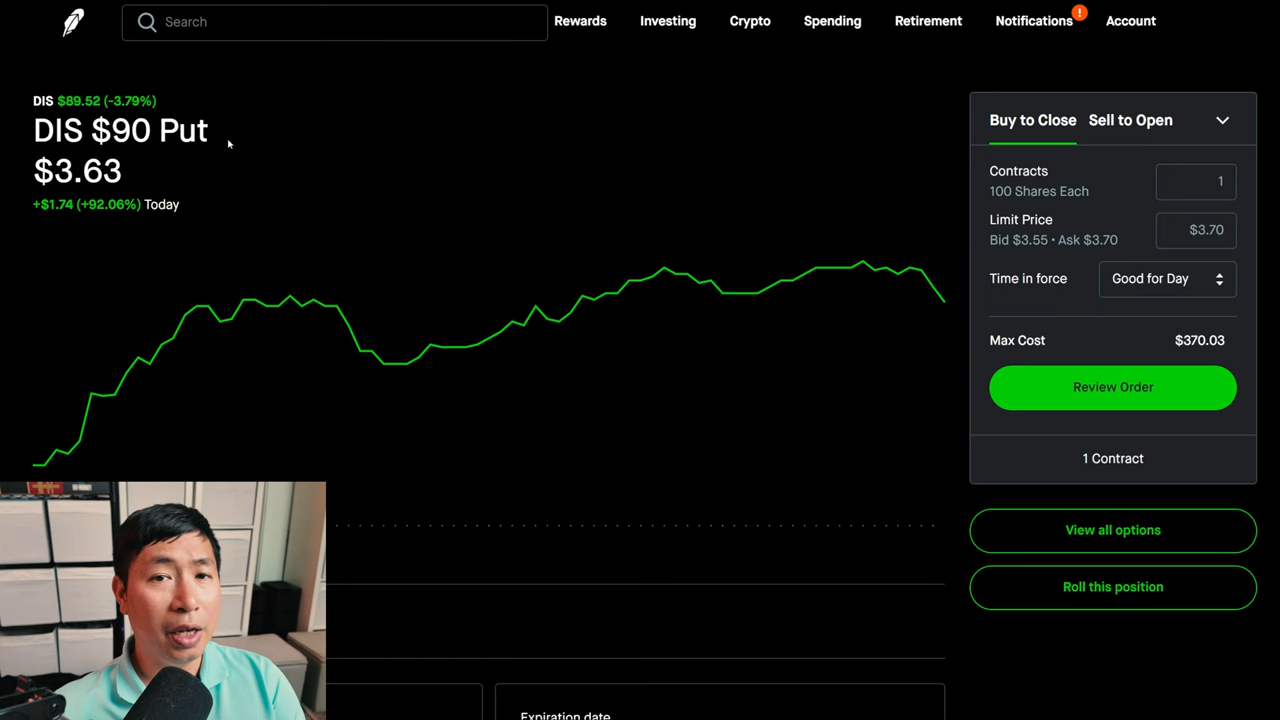 Search
Rewards
Investing
Crypto
Spending
Retirement
Notifications
!
Account
DIS $89.52 (-3.79%)
DIS $90 Put
$3.63
+$1.74 (+92.06%) Today
Buy to Close Sell to Open
Contracts
100 Shares Each
1
Limit Price
Bid $3.55 • Ask $3.70
$3.70
Time in force
Good for Day
Max Cost
$370.03
Review Order
1 Contract
View all options
Roll this position
Expiration date